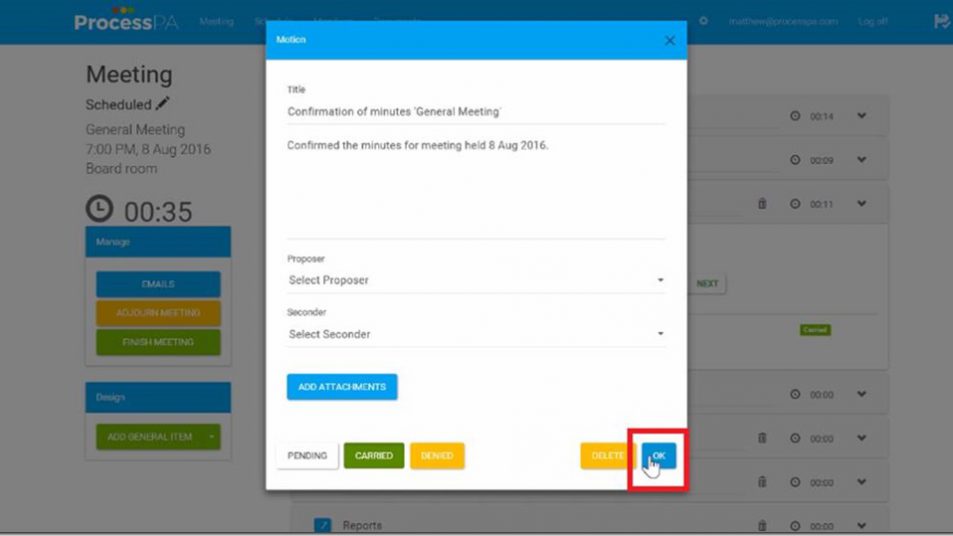 ProcessPA
Meeting
matthew@processpa.com
Log off
Meeting
Scheduled
General Meeting
7:00 PM, 8 Aug 2016
Board room
00:35
Manage
EMAILS
ADJOURN MEETING
FINISH MEETING
Design
ADD GENERAL ITEM
Motion
Title
Confirmation of minutes 'General Meeting'
Confirmed the minutes for meeting held 8 Aug 2016.
Proposer
Select Proposer
Seconder
Select Seconder
ADD ATTACHMENTS
PENDING
CARRIED
DENIED
DELETE
OK
00:14
00:09
00:11
NEXT
Carried
00:00
00:00
00:00
7 Reports
00:00